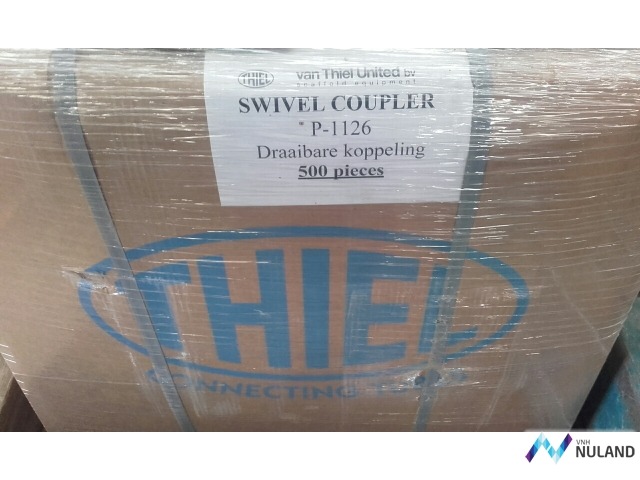 THIEL van Thiel United bv
scaffold equipment
SWIVEL COUPLER
* P-1126
Draaibare koppeling
500 pieces
THIEL
CONNECTING
VNH
NULAND